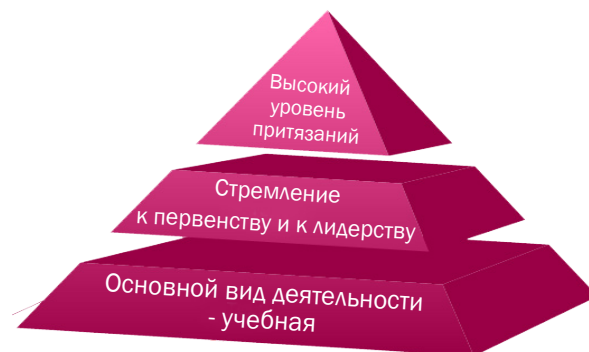 Высокий
уровень
притязаний
Стремление
к первенству и к лидерству
Основной вид деятельности
- учебная